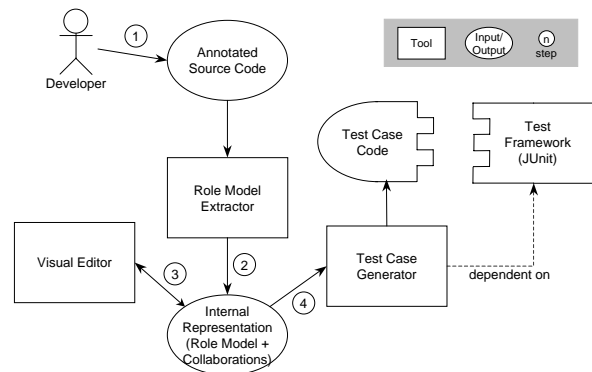 1
Annotated
Source Code
Developer
Tool
Input/
Output
n
step
Test Case
Code
Test
Framework
(JUnit)
Role Model
Extractor
Visual Editor
2
3
4
Test Case
Generator
dependent on
Internal
Representation
(Role Model +
Collaborations)